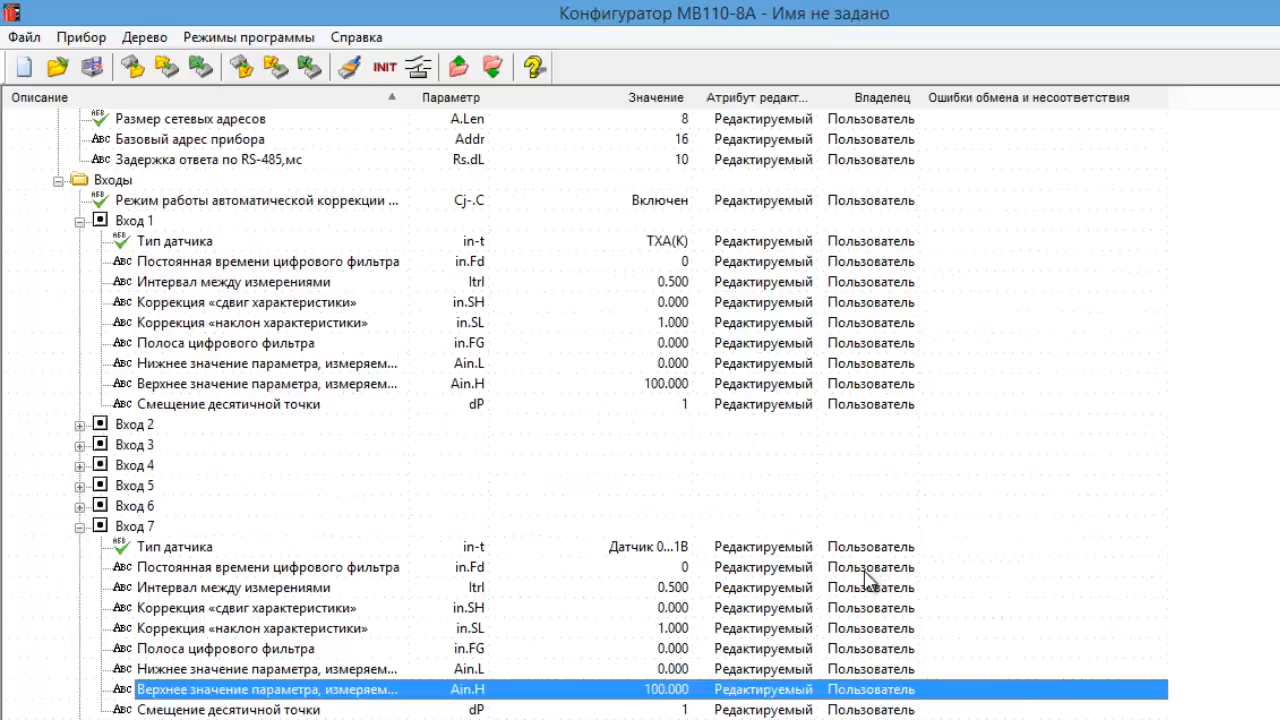 Конфигуратор МВ110-8А - Имя не задано
Файл Прибор Дерево Режимы программы Справка
INIT
Описание Параметр Значение Атрибут редакт... Владелец Ошибки обмена и несоответствия
Размер сетевых адресов A.Len 8 Редактируемый Пользователь
Базовый адрес прибора Addr 16 Редактируемый Пользователь
Задержка ответа по RS-485,мс Rs.dL 10 Редактируемый Пользователь
Входы
Режим работы автоматической коррекции ... Cj-.C Включен Редактируемый Пользователь
Вход 1
Тип датчика in-t TXA(K) Редактируемый Пользователь
Постоянная времени цифрового фильтра in.Fd 0 Редактируемый Пользователь
Интервал между измерениями Itrl 0.500 Редактируемый Пользователь
Коррекция «сдвиг характеристики» in.SH 0.000 Редактируемый Пользователь
Коррекция «наклон характеристики» in.SL 1.000 Редактируемый Пользователь
Полоса цифрового фильтра in.FG 0.000 Редактируемый Пользователь
Нижнее значение параметра, измеряем... Ain.L 0.000 Редактируемый Пользователь
Верхнее значение параметра, измеряем... Ain.H 100.000 Редактируемый Пользователь
Смещение десятичной точки dP 1 Редактируемый Пользователь
Вход 2
Вход 3
Вход 4
Вход 5
Вход 6
Вход 7
Тип датчика in-t Датчик 0...1В Редактируемый Пользователь
Постоянная времени цифрового фильтра in.Fd 0 Редактируемый Пользователь
Интервал между измерениями Itrl 0.500 Редактируемый Пользователь
Коррекция «сдвиг характеристики» in.SH 0.000 Редактируемый Пользователь
Коррекция «наклон характеристики» in.SL 1.000 Редактируемый Пользователь
Полоса цифрового фильтра in.FG 0.000 Редактируемый Пользователь
Нижнее значение параметра, измеряем... Ain.L 0.000 Редактируемый Пользователь
Верхнее значение параметра, измеряем... Ain.H 100.000 Редактируемый Пользователь
Смещение десятичной точки dP 1 Редактируемый Пользователь